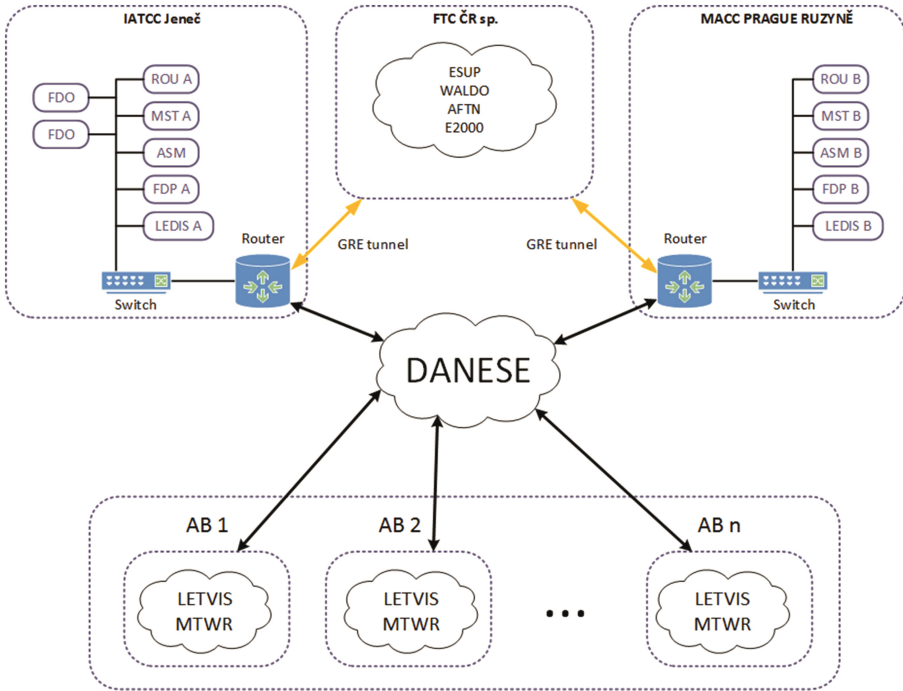 IATCC Jeneč
FDO
FDO
ROU A
MST A
ASM
FDP A
LEDIS A
Switch
Router
GRE tunnel
FTC ČR sp.
ESUP
WALDO
AFTN
E2000
MACC PRAGUE RUZYNĚ
ROU B
MST B
ASM B
FDP B
LEDIS B
GRE tunnel
Router
Switch
DANESE
AB 1
LETVIS
MTWR
AB 2
LETVIS
MTWR
...
AB n
LETVIS
MTWR